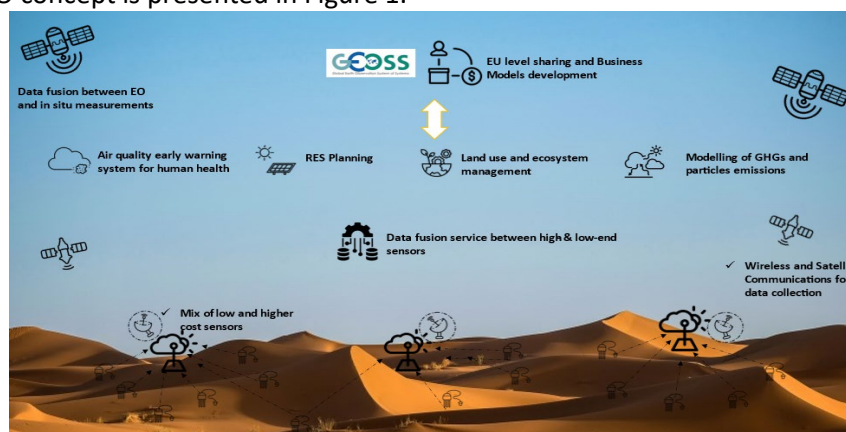 concept is presented in Figure 1.
GEOSS
Data fusion between EO
and in situ measurements
EU level sharing and Business
Models development
Air quality early warning
system for human health
RES Planning
Land use and ecosystem
management
Modelling of GHGs and
particles emissions
Data fusion service between high & low-end
sensors
✓ Mix of low and higher
cost sensors
✓ Wireless and Satell
Communications fo
data collection